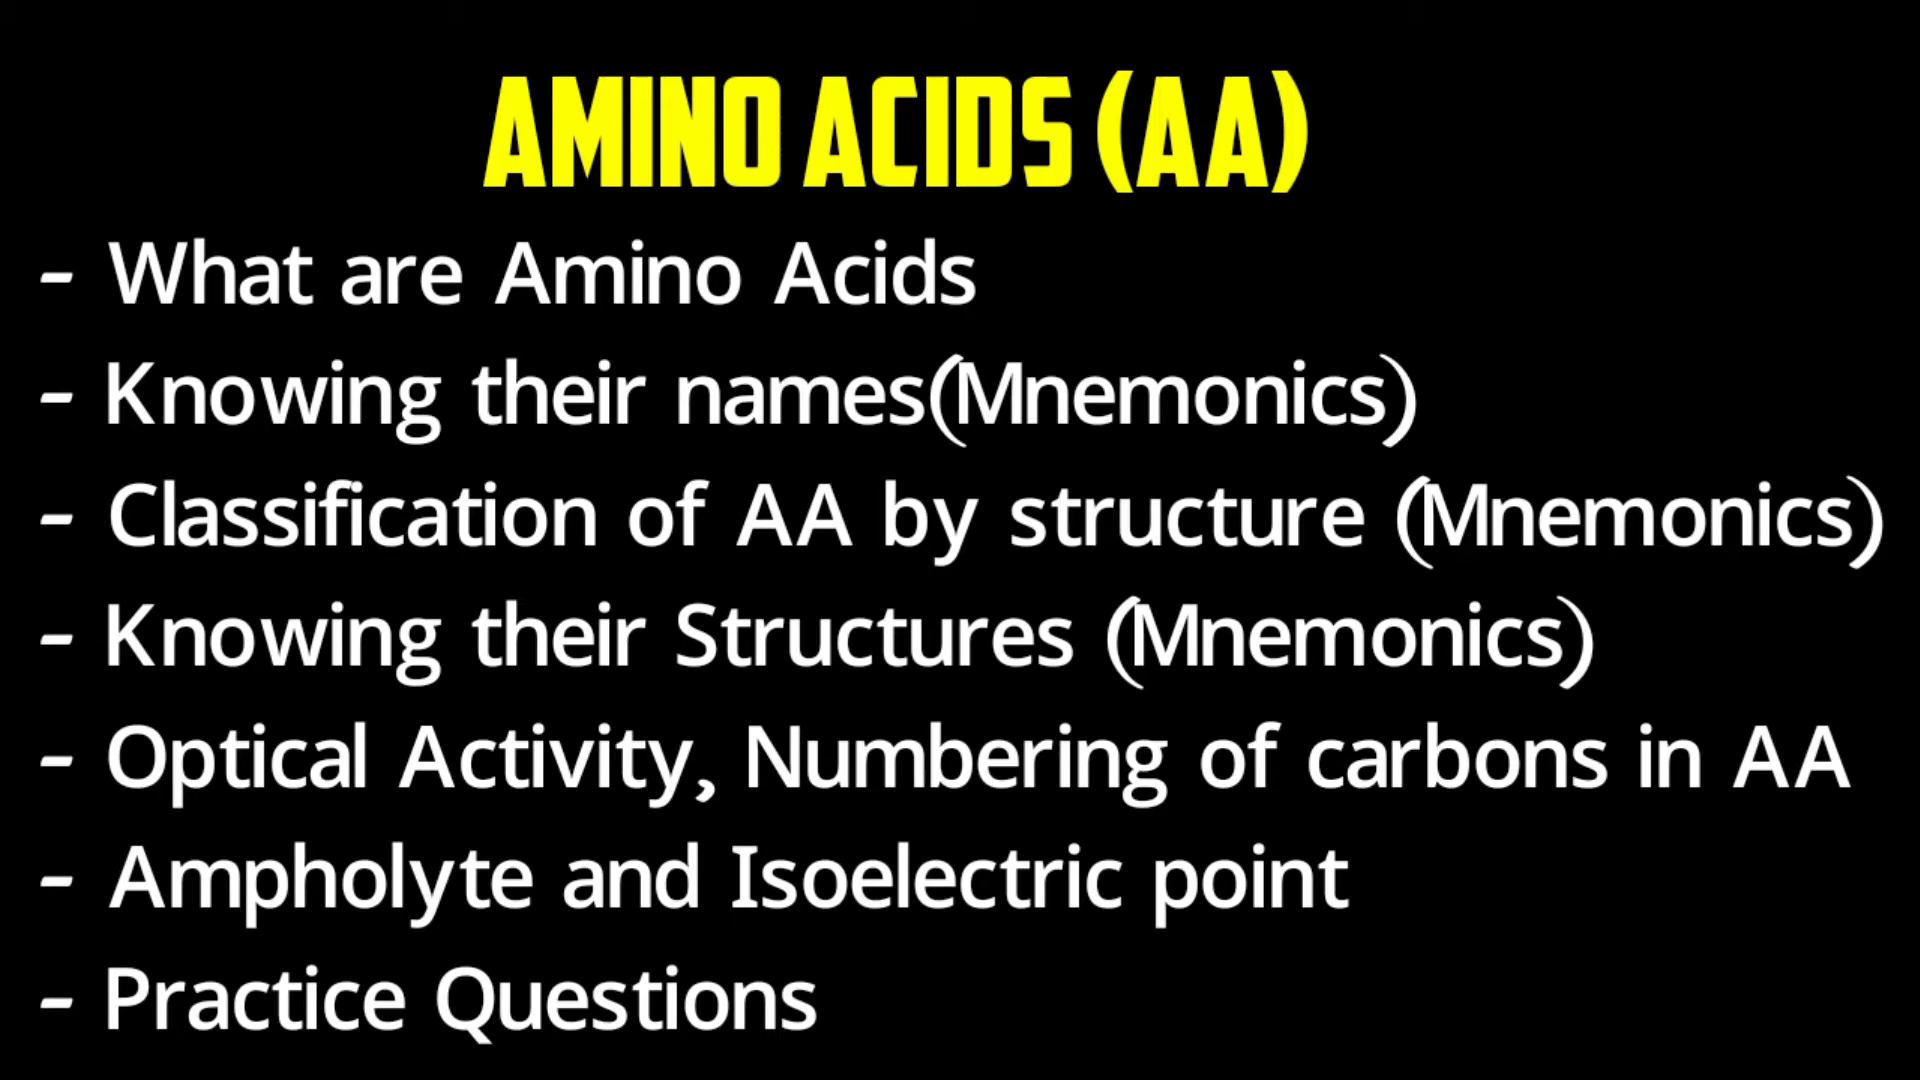 AMINO ACIDS (AA)
- What are Amino Acids
- Knowing their names(Mnemonics)
- Classification of AA by structure (Mnemonics)
- Knowing their Structures (Mnemonics)
- Optical Activity, Numbering of carbons in AA
- Ampholyte and Isoelectric point
- Practice Questions